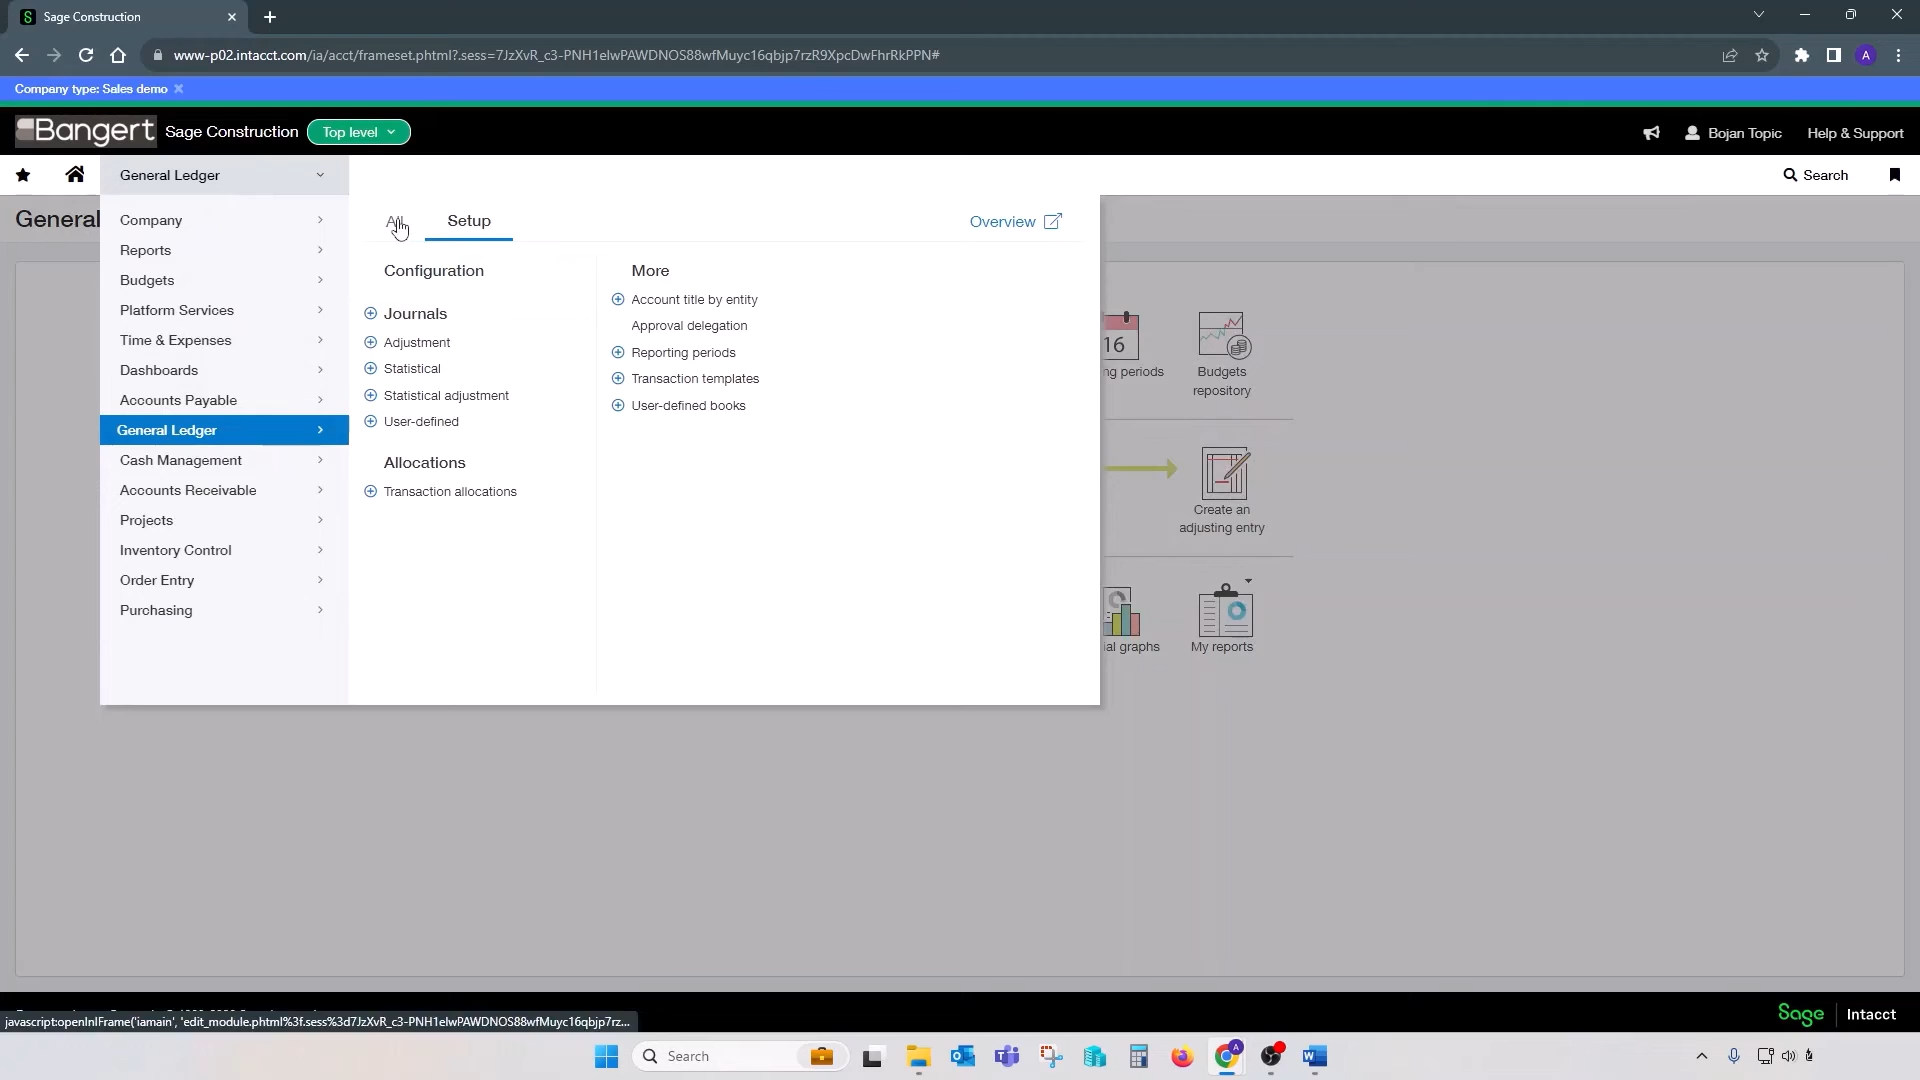 Sage Construction
www-p02.intacct.com/ia/acct/frameset.phtml?.sess=7JzXvR_c3-PNH1elwPAWDNOS88wfMuyc16qbjp7rzR9XpcDwFhrRkPPN#
A
Company type: Sales demo
Bangert Sage Construction Top level
Bojan Topic Help & Support
General Ledger
Search
General
Company
Reports
Budgets
Platform Services
Time & Expenses
Dashboards
Accounts Payable
General Ledger
Cash Management
Accounts Receivable
Projects
Inventory Control
Order Entry
Purchasing
All
Setup
Overview
Configuration
Journals
Adjustment
Statistical
Statistical adjustment
User-defined
Allocations
Transaction allocations
More
Account title by entity
Approval delegation
Reporting periods
Transaction templates
User-defined books
16
ng periods
Budgets
repository
Create an
adjusting entry
ial graphs
My reports
javascript:openInIFrame('iamain', 'edit_module.phtml%3f.sess%3d7JzXvR_c3-PNH1elwPAWDNOS88wfMuyc16qbjp7rz...
Sage Intacct
Search
A